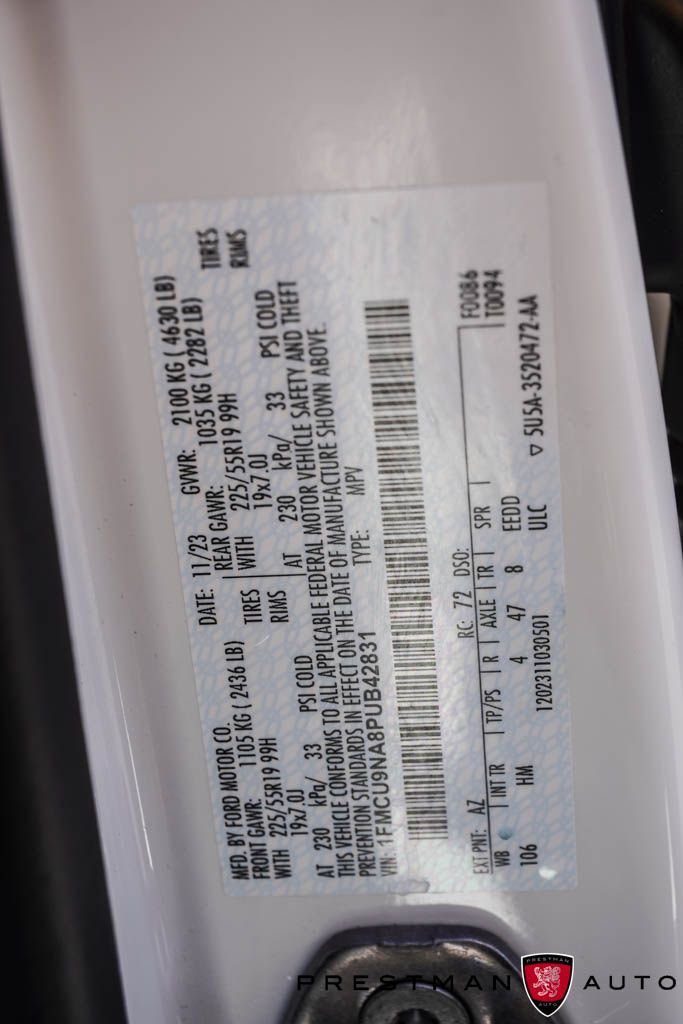 MFD. BY FORD MOTOR CO.
DATE: 11/23
GVWR: 2100 KG ( 4630 LB)
FRONT GAWR: 1105 KG ( 2436 LB)
REAR GAWR: 1035 KG ( 2282 LB)
WITH 225/55R19 99H TIRES
WITH 225/55R19 99H TIRES
19x7.0J RIMS
19x7.0J RIMS
AT 230 kPa/ 33 PSI COLD
AT 230 kPa/ 33 PSI COLD
THIS VEHICLE CONFORMS TO ALL APPLICABLE FEDERAL MOTOR VEHICLE SAFETY AND THEFT
PREVENTION STANDARDS IN EFFECT ON THE DATE OF MANUFACTURE SHOWN ABOVE.
VIN: 1FMCU9NA8PUB42831 TYPE: MPV
EXT PNT: AZ RC: 72 DSO: F0086
WB INT TR TP/PS R AXLE TR SPR T0094
106 HM 4 47 8 EEDD
1202311030501 ULC 5U5A-3520472-AA
PRESTMAN PRESTMAN AUTO